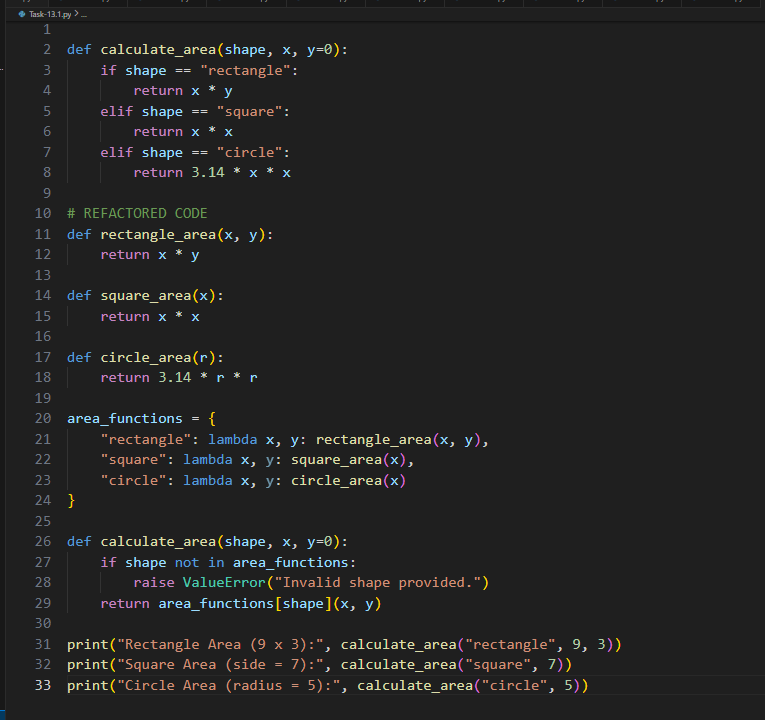 Task-13.1.py > ...
1
2 def calculate_area(shape, x, y=0):
3     if shape == "rectangle":
4         return x * y
5     elif shape == "square":
6         return x * x
7     elif shape == "circle":
8         return 3.14 * x * x
9
10 # REFACTORED CODE
11 def rectangle_area(x, y):
12     return x * y
13
14 def square_area(x):
15     return x * x
16
17 def circle_area(r):
18     return 3.14 * r * r
19
20 area_functions = {
21     "rectangle": lambda x, y: rectangle_area(x, y),
22     "square": lambda x, y: square_area(x),
23     "circle": lambda x, y: circle_area(x)
24 }
25
26 def calculate_area(shape, x, y=0):
27     if shape not in area_functions:
28         raise ValueError("Invalid shape provided.")
29     return area_functions[shape](x, y)
30
31 print("Rectangle Area (9 x 3):", calculate_area("rectangle", 9, 3))
32 print("Square Area (side = 7):", calculate_area("square", 7))
33 print("Circle Area (radius = 5):", calculate_area("circle", 5))